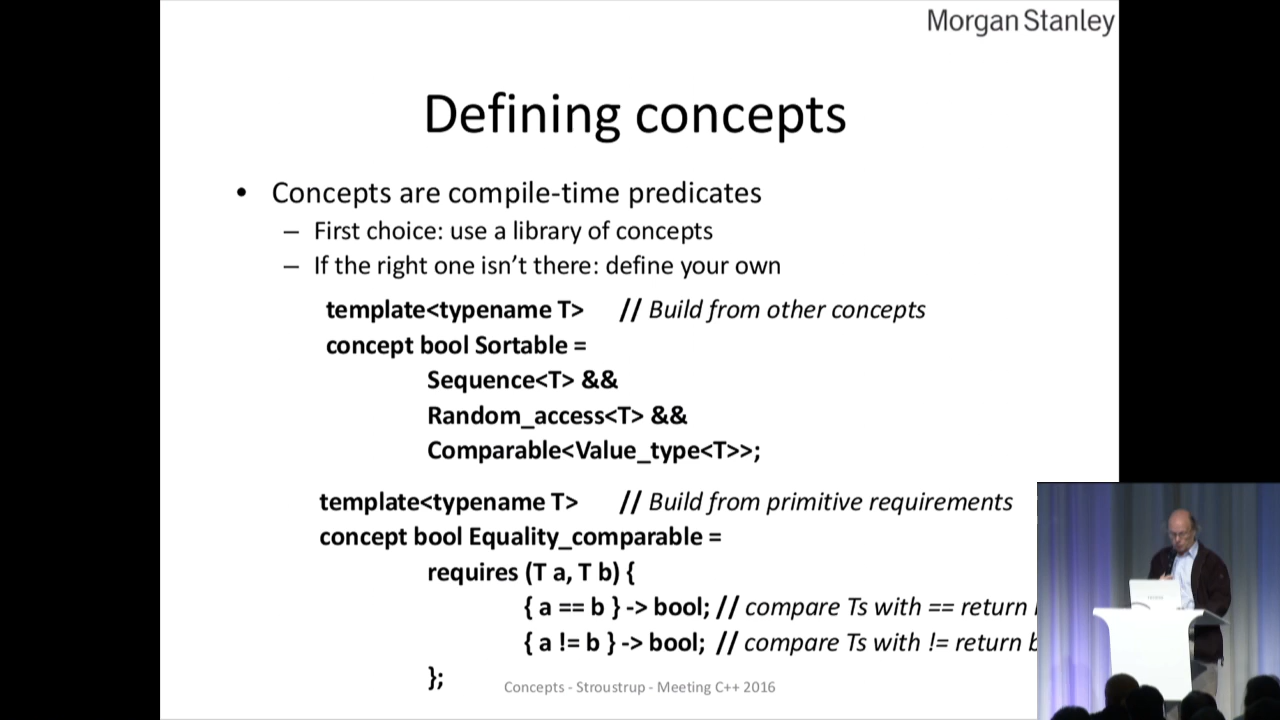 Morgan Stanley
Defining concepts
• Concepts are compile-time predicates
– First choice: use a library of concepts
– If the right one isn’t there: define your own
template<typename T> // Build from other concepts
concept bool Sortable =
Sequence<T> &&
Random_access<T> &&
Comparable<Value_type<T>>;
template<typename T> // Build from primitive requirements
concept bool Equality_comparable =
requires (T a, T b) {
{ a == b } -> bool; // compare Ts with == return
{ a != b } -> bool; // compare Ts with != return
};
Concepts - Stroustrup - Meeting C++ 2016